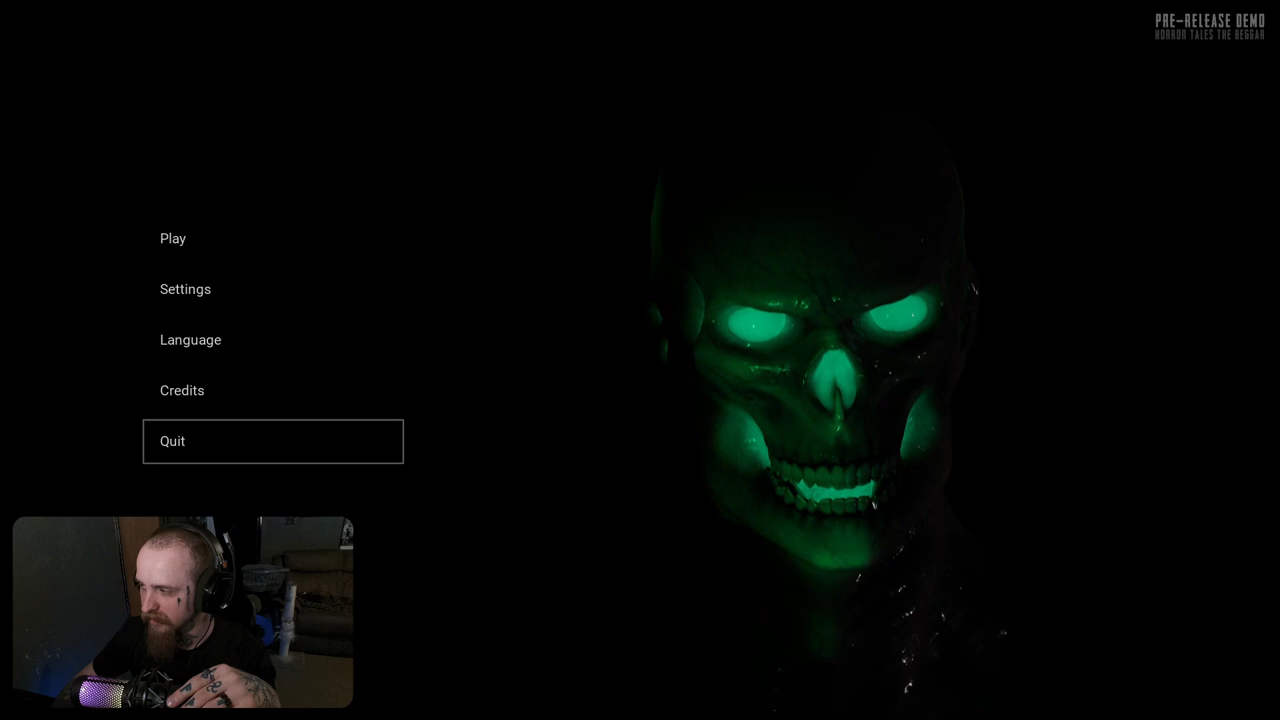 PRE-RELEASE DEMO
HORROR TALES THE BEGGAR
Play
Settings
Language
Credits
Quit